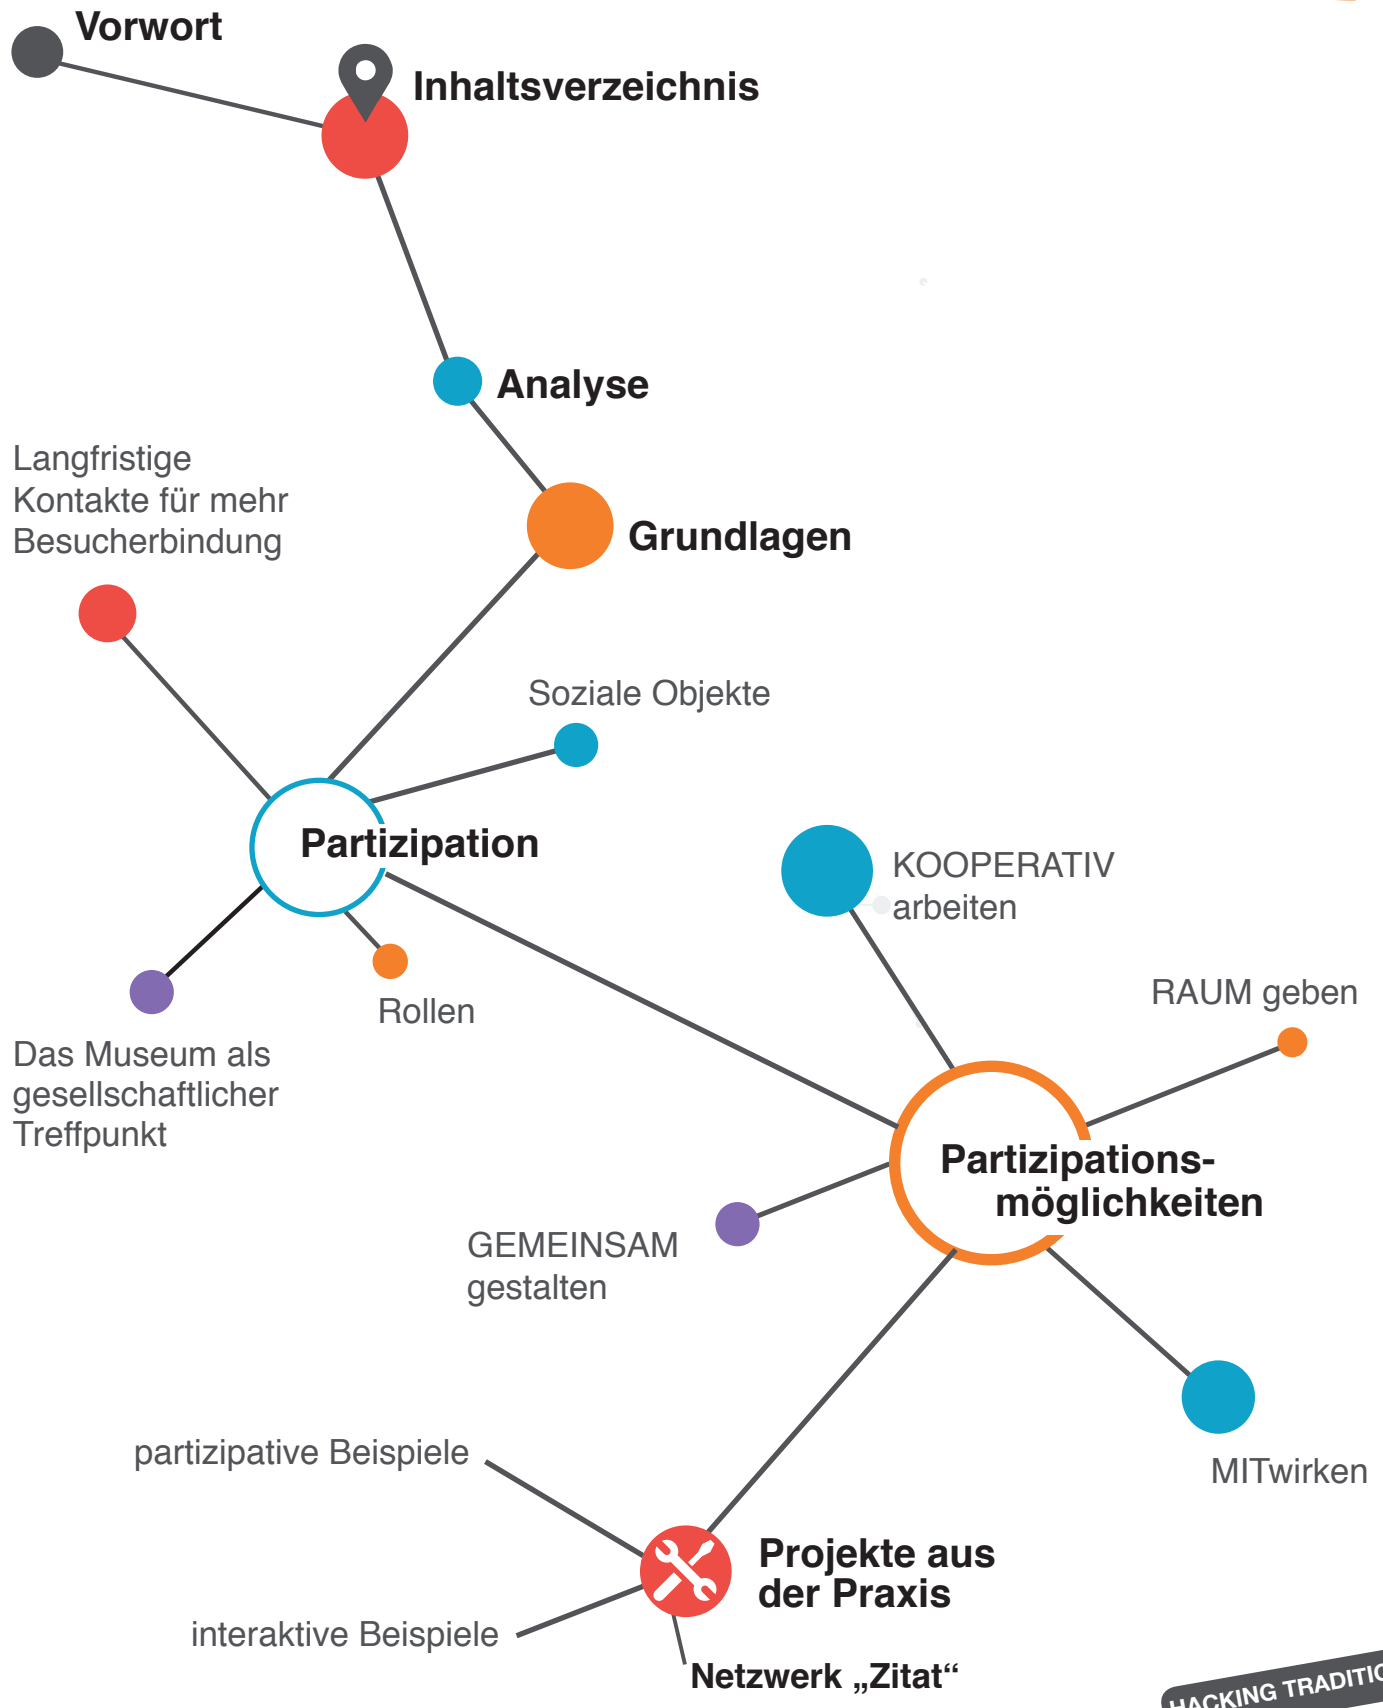 Vorwort
Inhaltsverzeichnis
Analyse
Langfristige
Kontakte für mehr
Besucherbindung
Grundlagen
Soziale Objekte
Partizipation
KOOPERATIV
arbeiten
RAUM geben
Rollen
Das Museum als
gesellschaftlicher
Treffpunkt
Partizipations-
möglichkeiten
GEMEINSAM
gestalten
MITwirken
partizipative Beispiele
Projekte aus
der Praxis
interaktive Beispiele
Netzwerk „Zitat“
HACKING